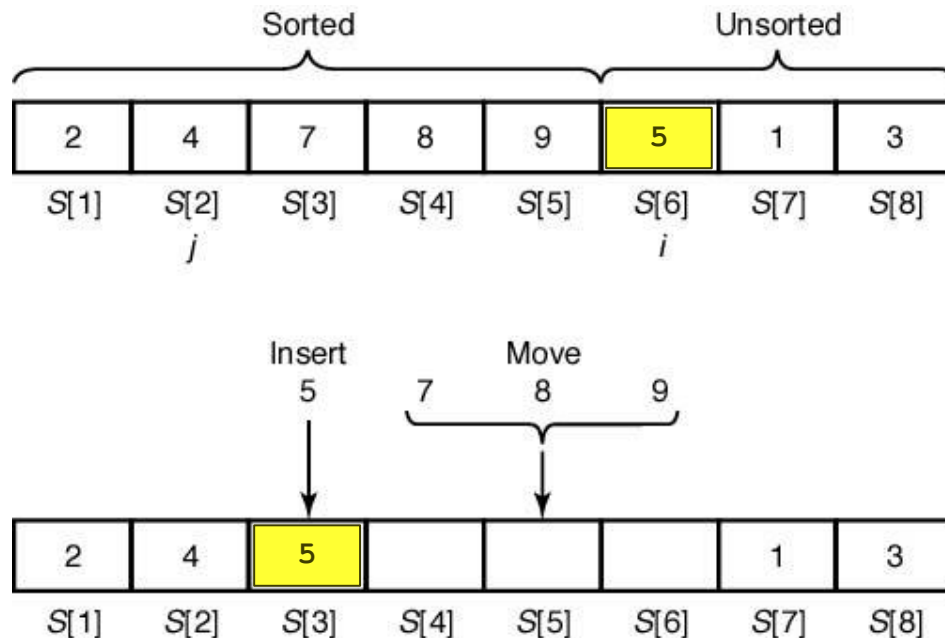 Sorted Unsorted
2 4 7 8 9 5 1 3
S[1] S[2] S[3] S[4] S[5] S[6] S[7] S[8]
j i
Insert Move
5 7 8 9
2 4 5 1 3
S[1] S[2] S[3] S[4] S[5] S[6] S[7] S[8]